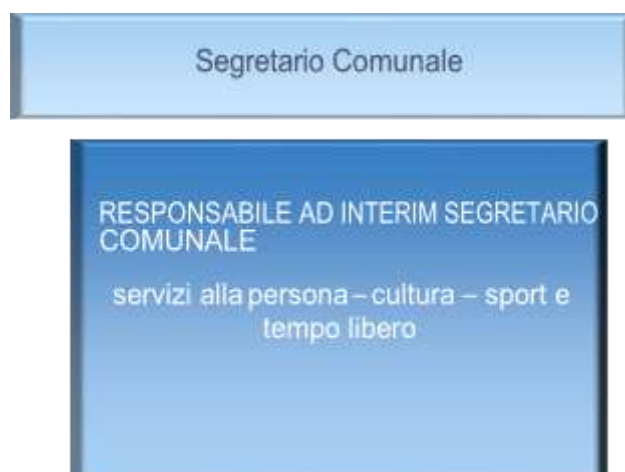 Segretario Comunale
RESPONSABILE AD INTERIM SEGRETARIO
COMUNALE
servizi alla persona – cultura – sport e
tempo libero